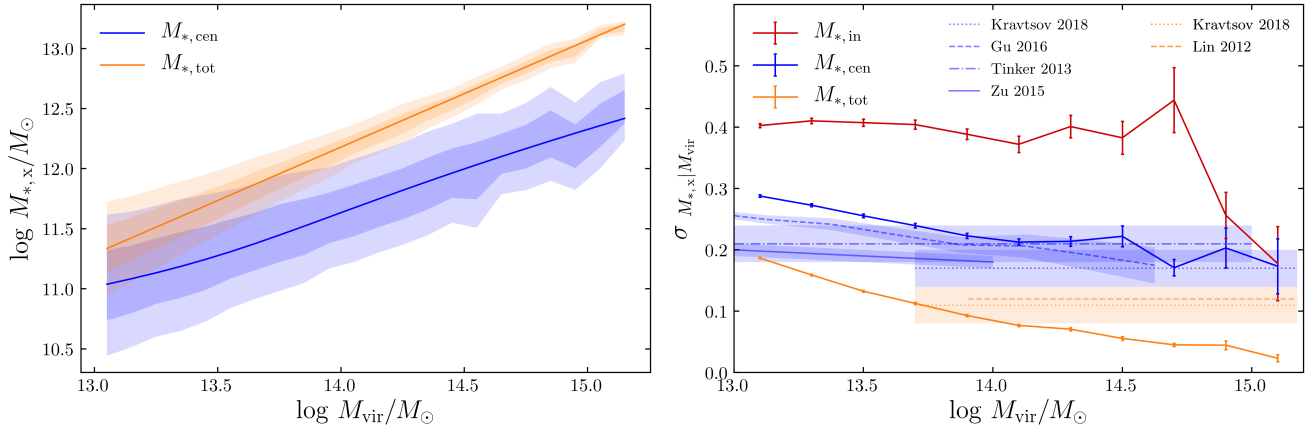 log M∗,x/M⊙
13.0
12.5
12.0
11.5
11.0
10.5
M∗,cen
M∗,tot
13.0 13.5 14.0 14.5 15.0
log Mvir/M⊙
σ M∗,x|Mvir
0.5
0.4
0.3
0.2
0.1
0.0
M∗,in
M∗,cen
M∗,tot
Kravtsov 2018
Gu 2016
Tinker 2013
Zu 2015
Kravtsov 2018
Lin 2012
13.0 13.5 14.0 14.5 15.0
log Mvir/M⊙